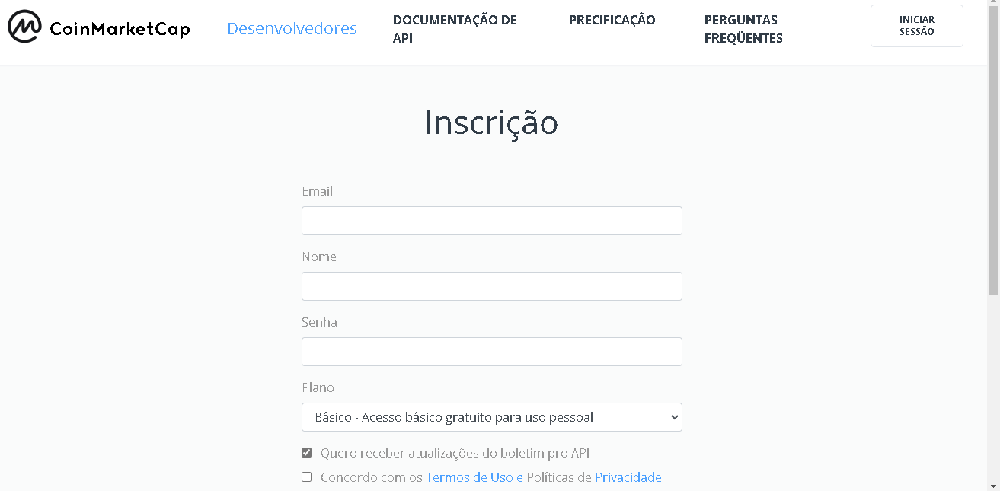 CoinMarketCap
Desenvolvedores
DOCUMENTAÇÃO DE
API
PRECIFICAÇÃO
PERGUNTAS
FREQÜENTES
INICIAR
SESSÃO
Inscrição
Email
Nome
Senha
Plano
Básico - Acesso básico gratuito para uso pessoal
Quero receber atualizações do boletim pro API
Concordo com os Termos de Uso e Políticas de Privacidade